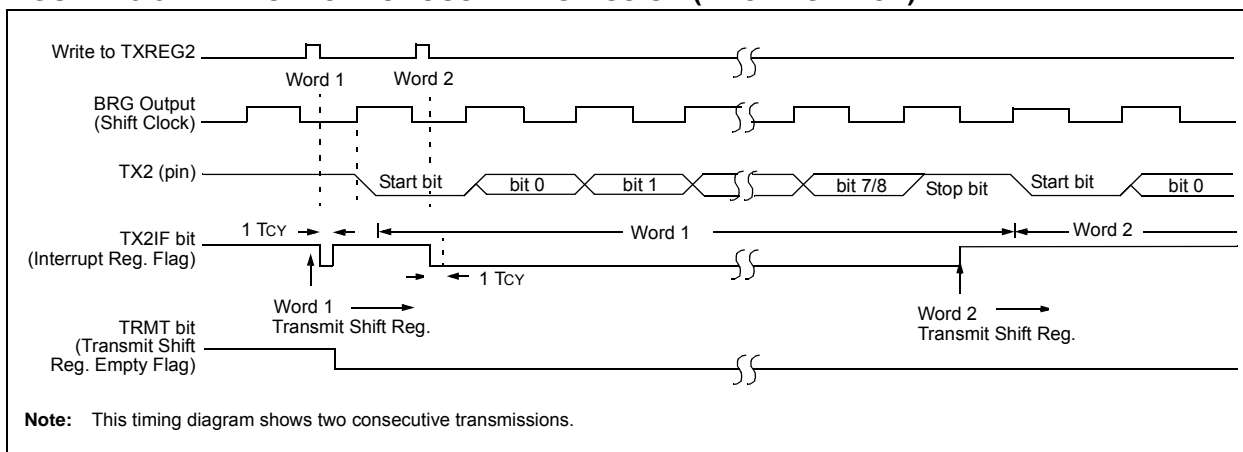 Write to TXREG2
Word 1 Word 2
BRG Output
(Shift Clock)
TX2 (pin)
Start bit bit 0 bit 1 bit 7/8 Stop bit Start bit bit 0
1 TCY
Word 1 Word 2
TX2IF bit
(Interrupt Reg. Flag)
1 TCY
Word 1
Transmit Shift Reg.
Word 2
Transmit Shift Reg.
TRMT bit
(Transmit Shift
Reg. Empty Flag)
Note: This timing diagram shows two consecutive transmissions.